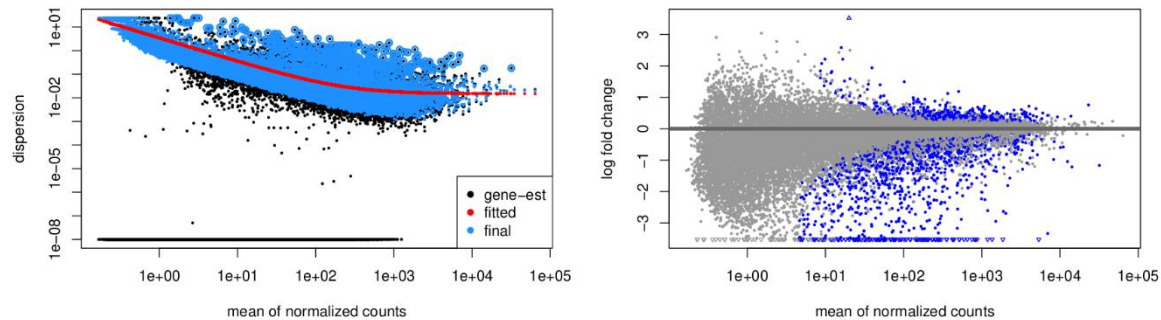 1e+01
1e-02
1e-05
1e-08
dispersion
gene-est
fitted
final
1e+00 1e+01 1e+02 1e+03 1e+04 1e+05
mean of normalized counts
3
2
1
0
-1
-2
-3
log fold change
1e+00 1e+01 1e+02 1e+03 1e+04 1e+05
mean of normalized counts